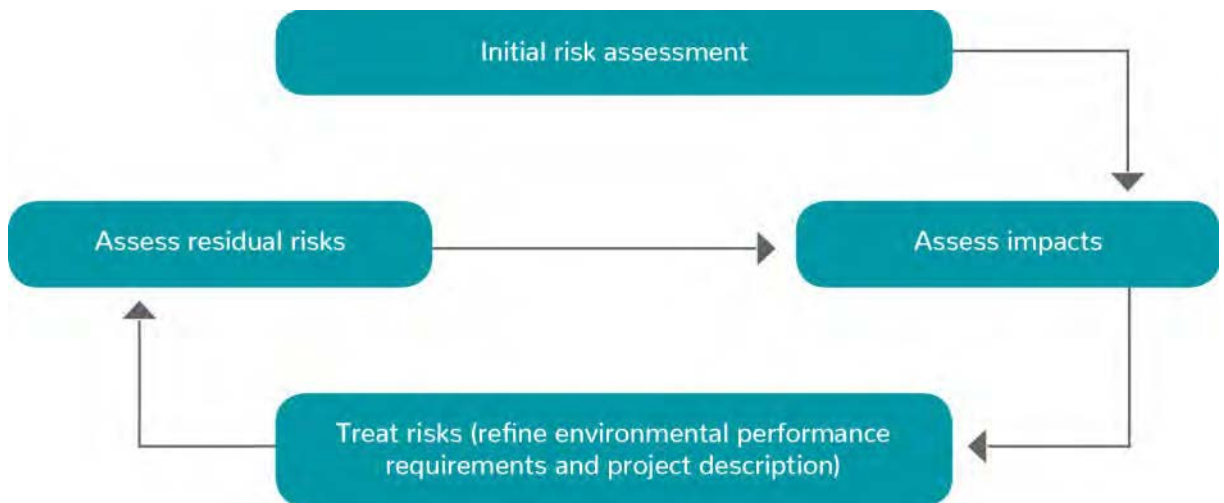 Initial risk assessment
Assess residual risks
Assess impacts
Treat risks (refine environmental performance
requirements and project description)